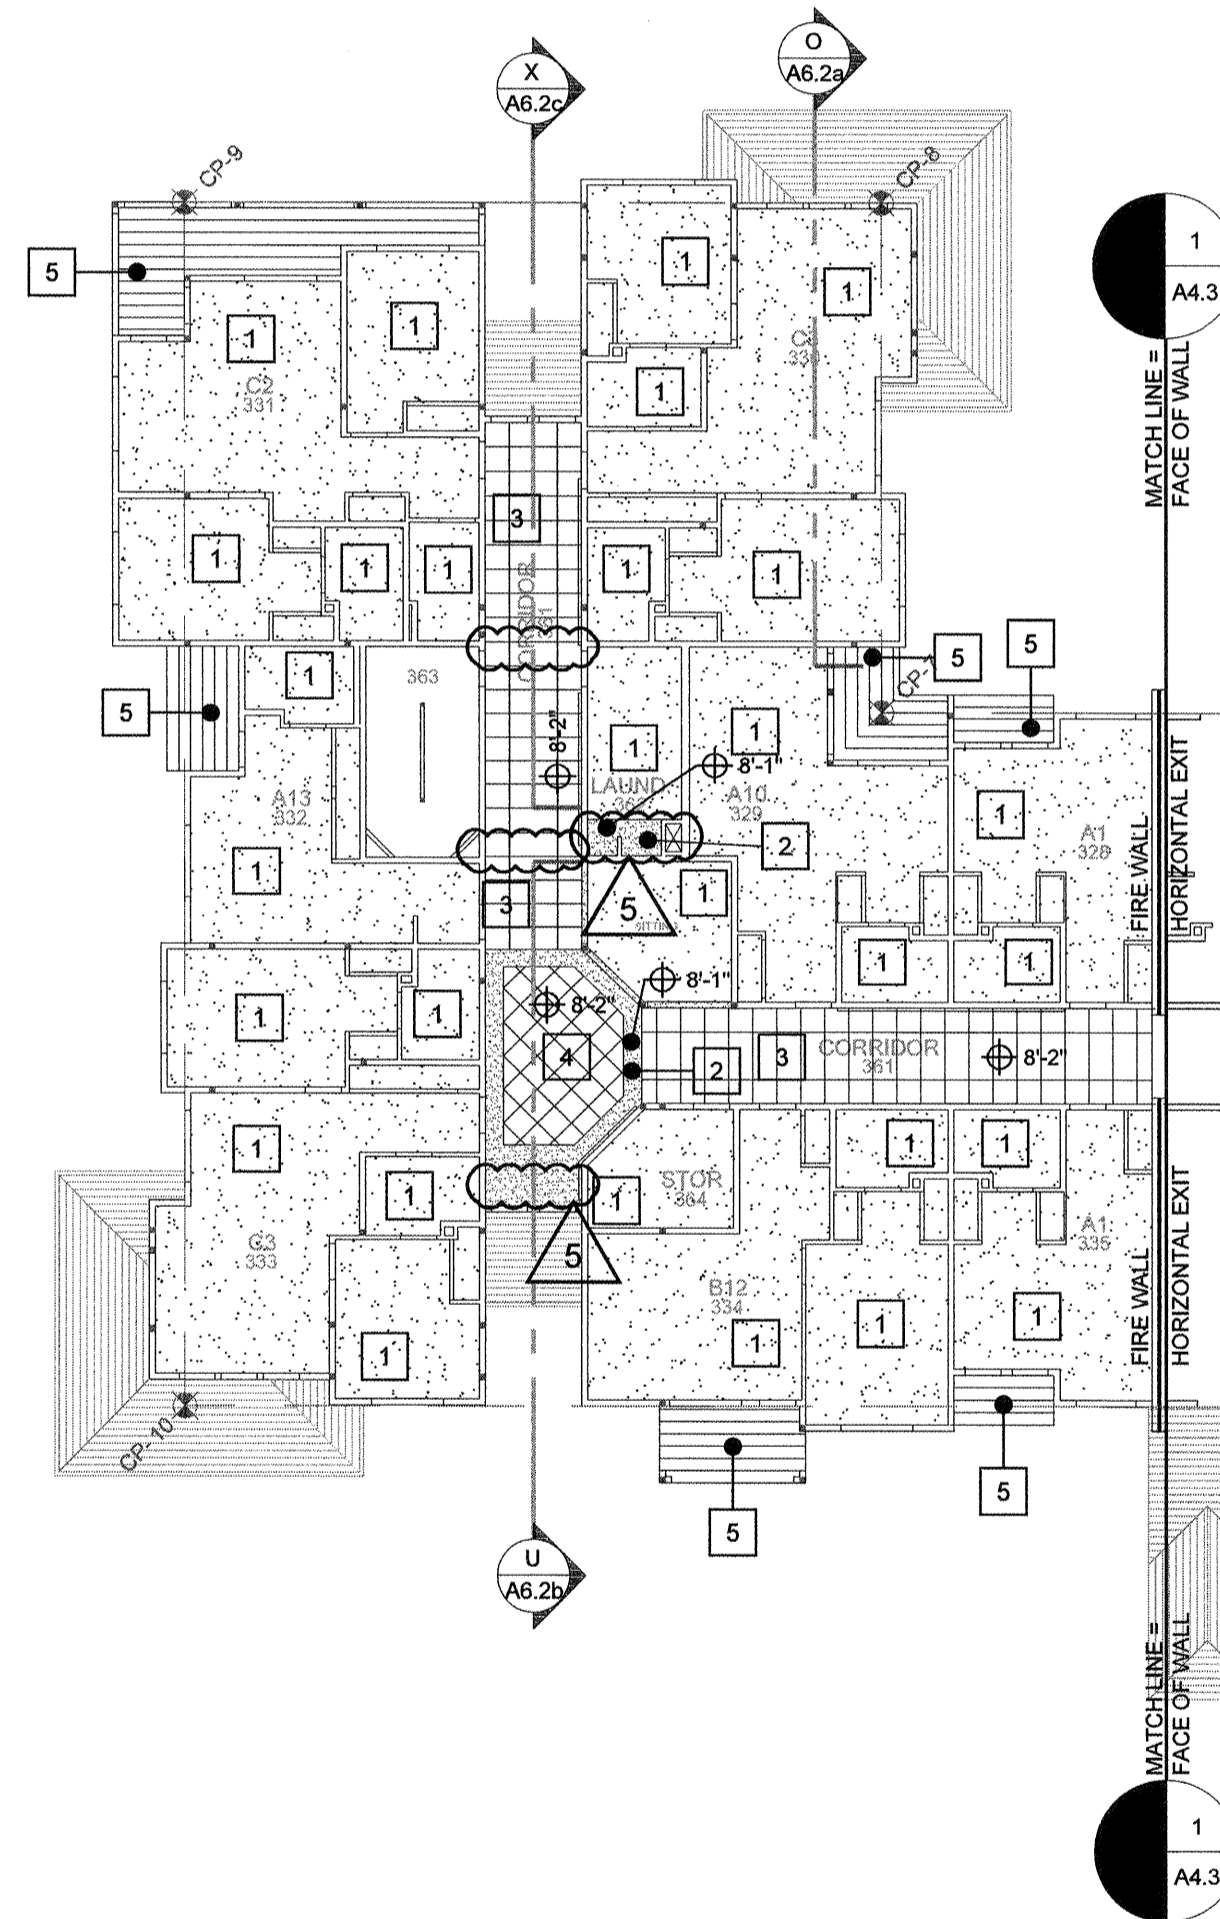 X
A6.2c
O
A6.2a
CP-9
CP-8
5
1
A4.3
1
1
1
1
1
C2
331
MATCH LINE =
FACE OF WALL
3
1
1
1
1
1
CORRIDOR
5
5
CP-
1
363
5
1
1
8'-2"
8'-1"
LAUND
A10
329
A13
332
1
A1
328
2
1
1
3
5
SITTIN
FIRE WALL
HORIZONTAL EXIT
1
1
1
1
8'-1"
8'-2"
4
2
3
CORRIDOR
361
8'-2"
1
1
1
1
1
STOR
364
G3
333
5
A1
335
B12
334
1
1
1
1
FIRE WALL
HORIZONTAL EXIT
CP-10
5
5
U
A6.2b
MATCH LINE =
FACE OF WALL
1
A4.3